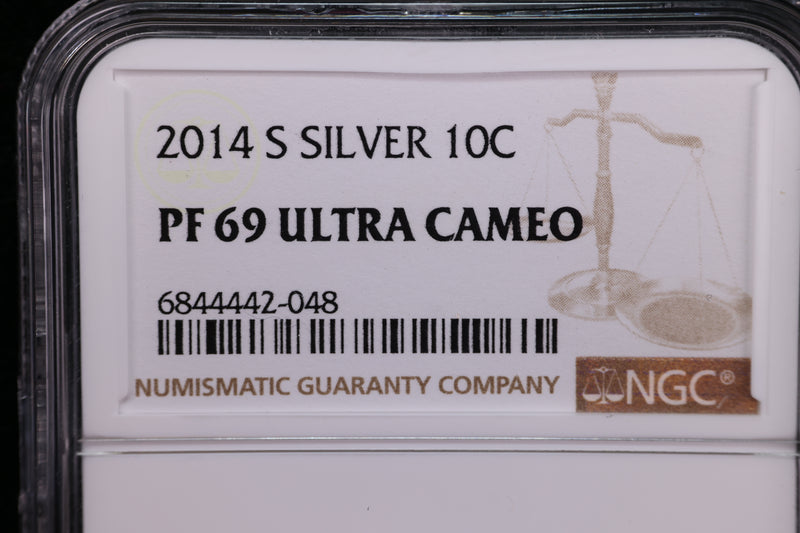 2014 S SILVER 10C
PF 69 ULTRA CAMEO
6844442-048
NUMISMATIC GUARANTY COMPANY
NGC®